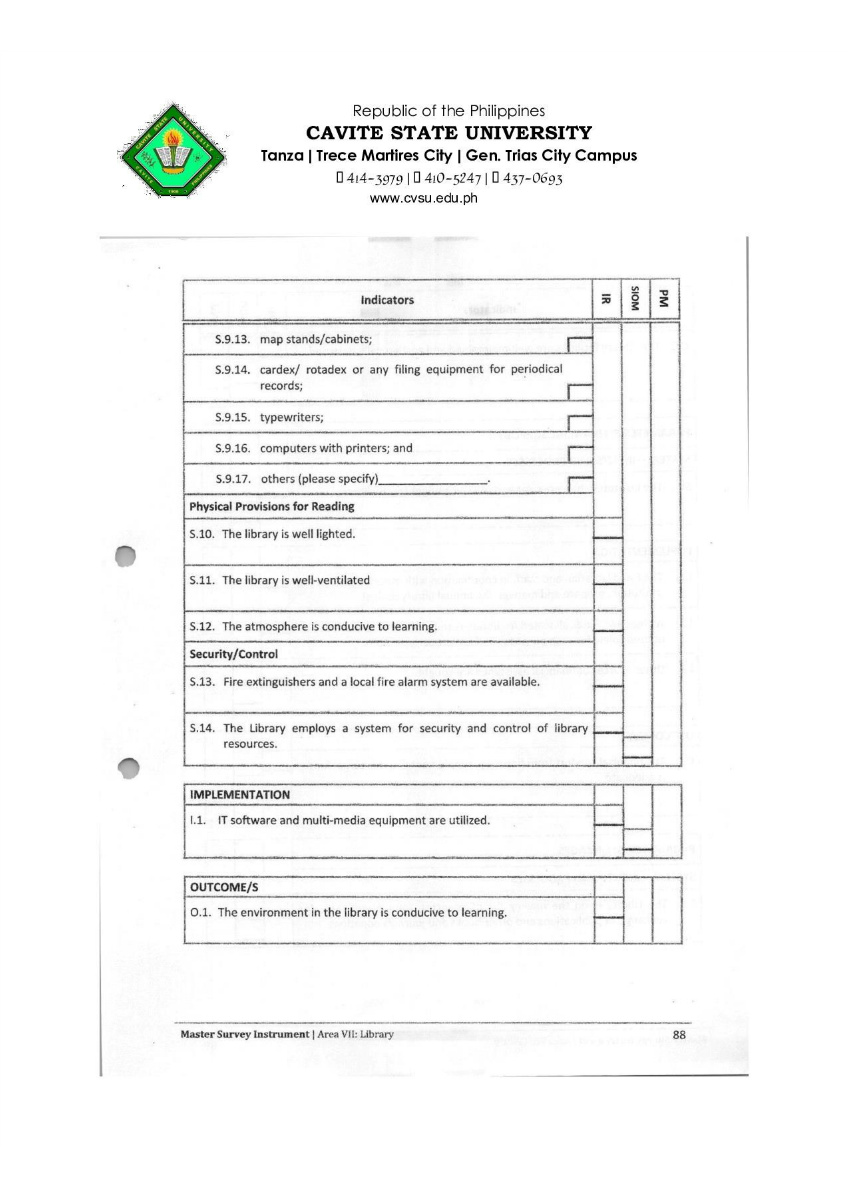 Republic of the Philippines
CAVITE STATE UNIVERSITY
Tanza | Trece Martires City | Gen. Trias City Campus
▯ 414-3979 | ▯ 410-5247 | ▯ 437-0693
www.cvsu.edu.ph
CAVITE STATE UNIVERSITY
CAVITE
1906
PHILIPPINES
Indicators IR SIOM PM
S.9.13. map stands/cabinets;
S.9.14. cardex/ rotadex or any filing equipment for periodical
records;
S.9.15. typewriters;
S.9.16. computers with printers; and
S.9.17. others (please specify)___________________.
Physical Provisions for Reading
S.10. The library is well lighted.
S.11. The library is well-ventilated
S.12. The atmosphere is conducive to learning.
Security/Control
S.13. Fire extinguishers and a local fire alarm system are available.
S.14. The Library employs a system for security and control of library
resources.
IMPLEMENTATION
I.1. IT software and multi-media equipment are utilized.
OUTCOME/S
O.1. The environment in the library is conducive to learning.
Master Survey Instrument | Area VII: Library 88